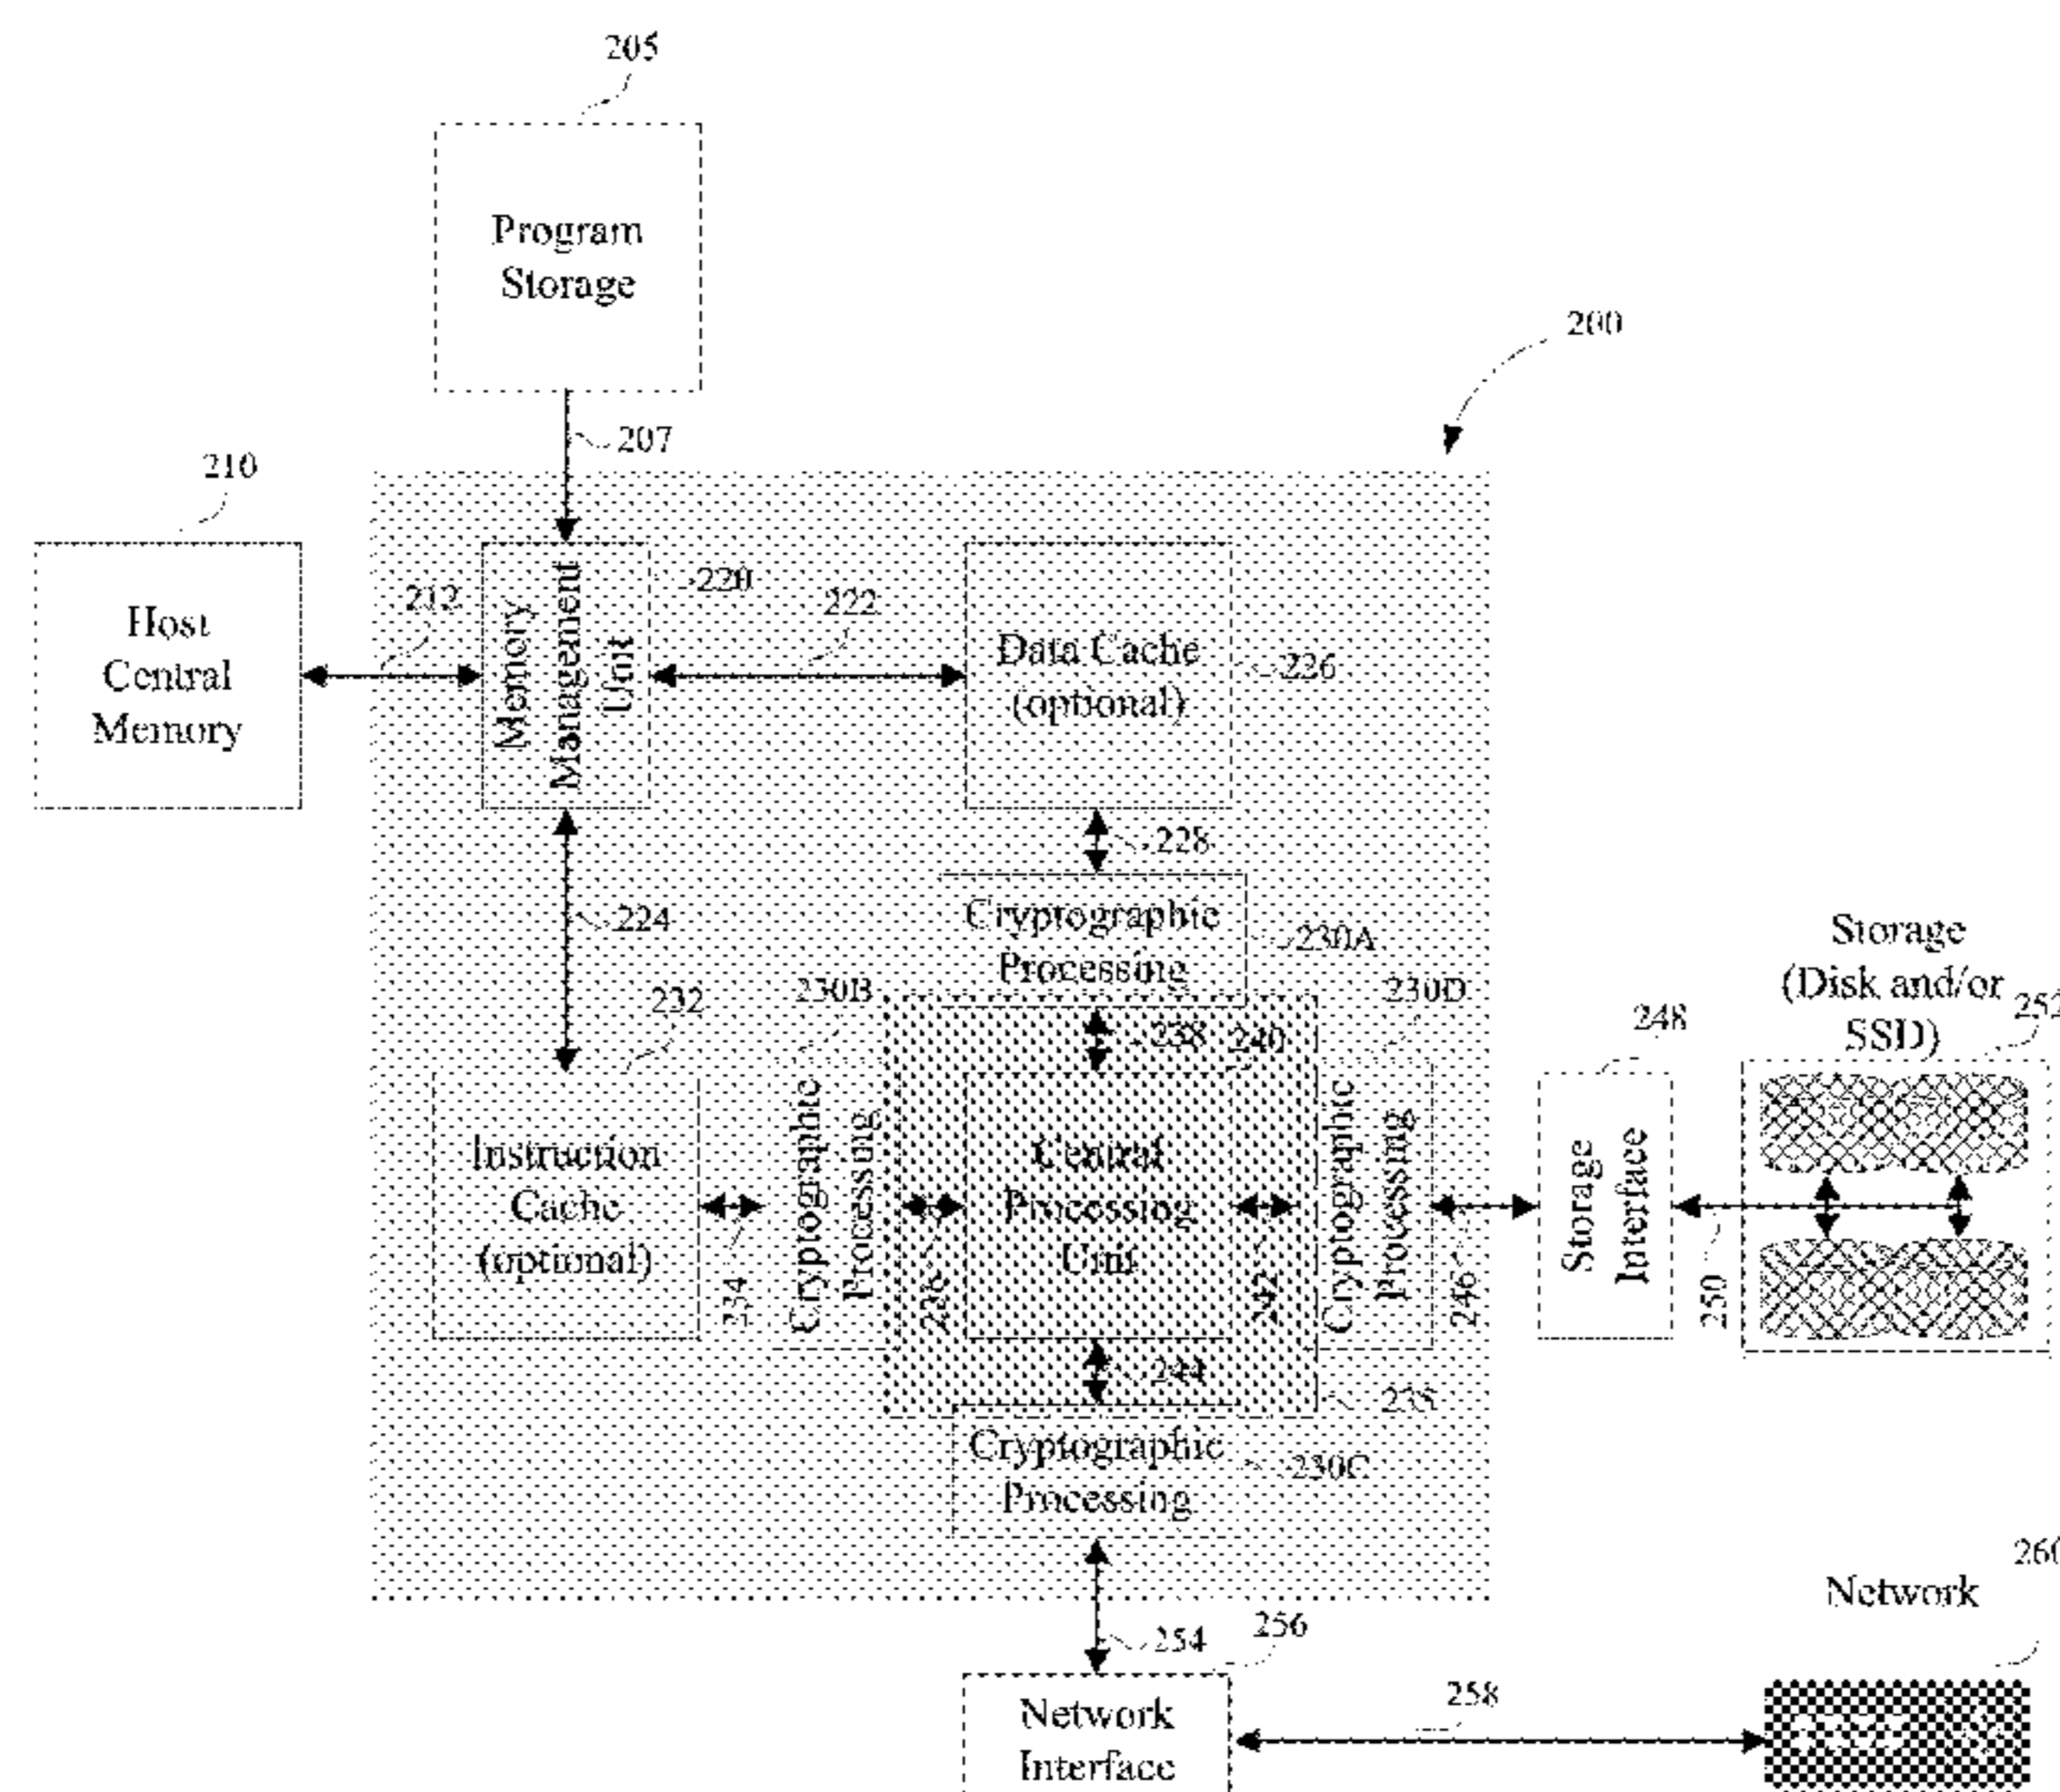 205
Program
Storage
200
207
210
Host
Central
Memory
212
Memory
Management
Unit
220
222
Data Cache
(optional)
226
228
224
Cryptographic
Processing
230A
232
230B
230D
238
240
248
Storage
(Disk and/or
SSD)
252
Instruction
Cache
(optional)
234
Cryptographic
Processing
Central
Processing
Unit
242
Cryptographic
Processing
246
Storage
Interface
250
244
235
Cryptographic
Processing
230C
254
256
Network
260
Network
Interface
258